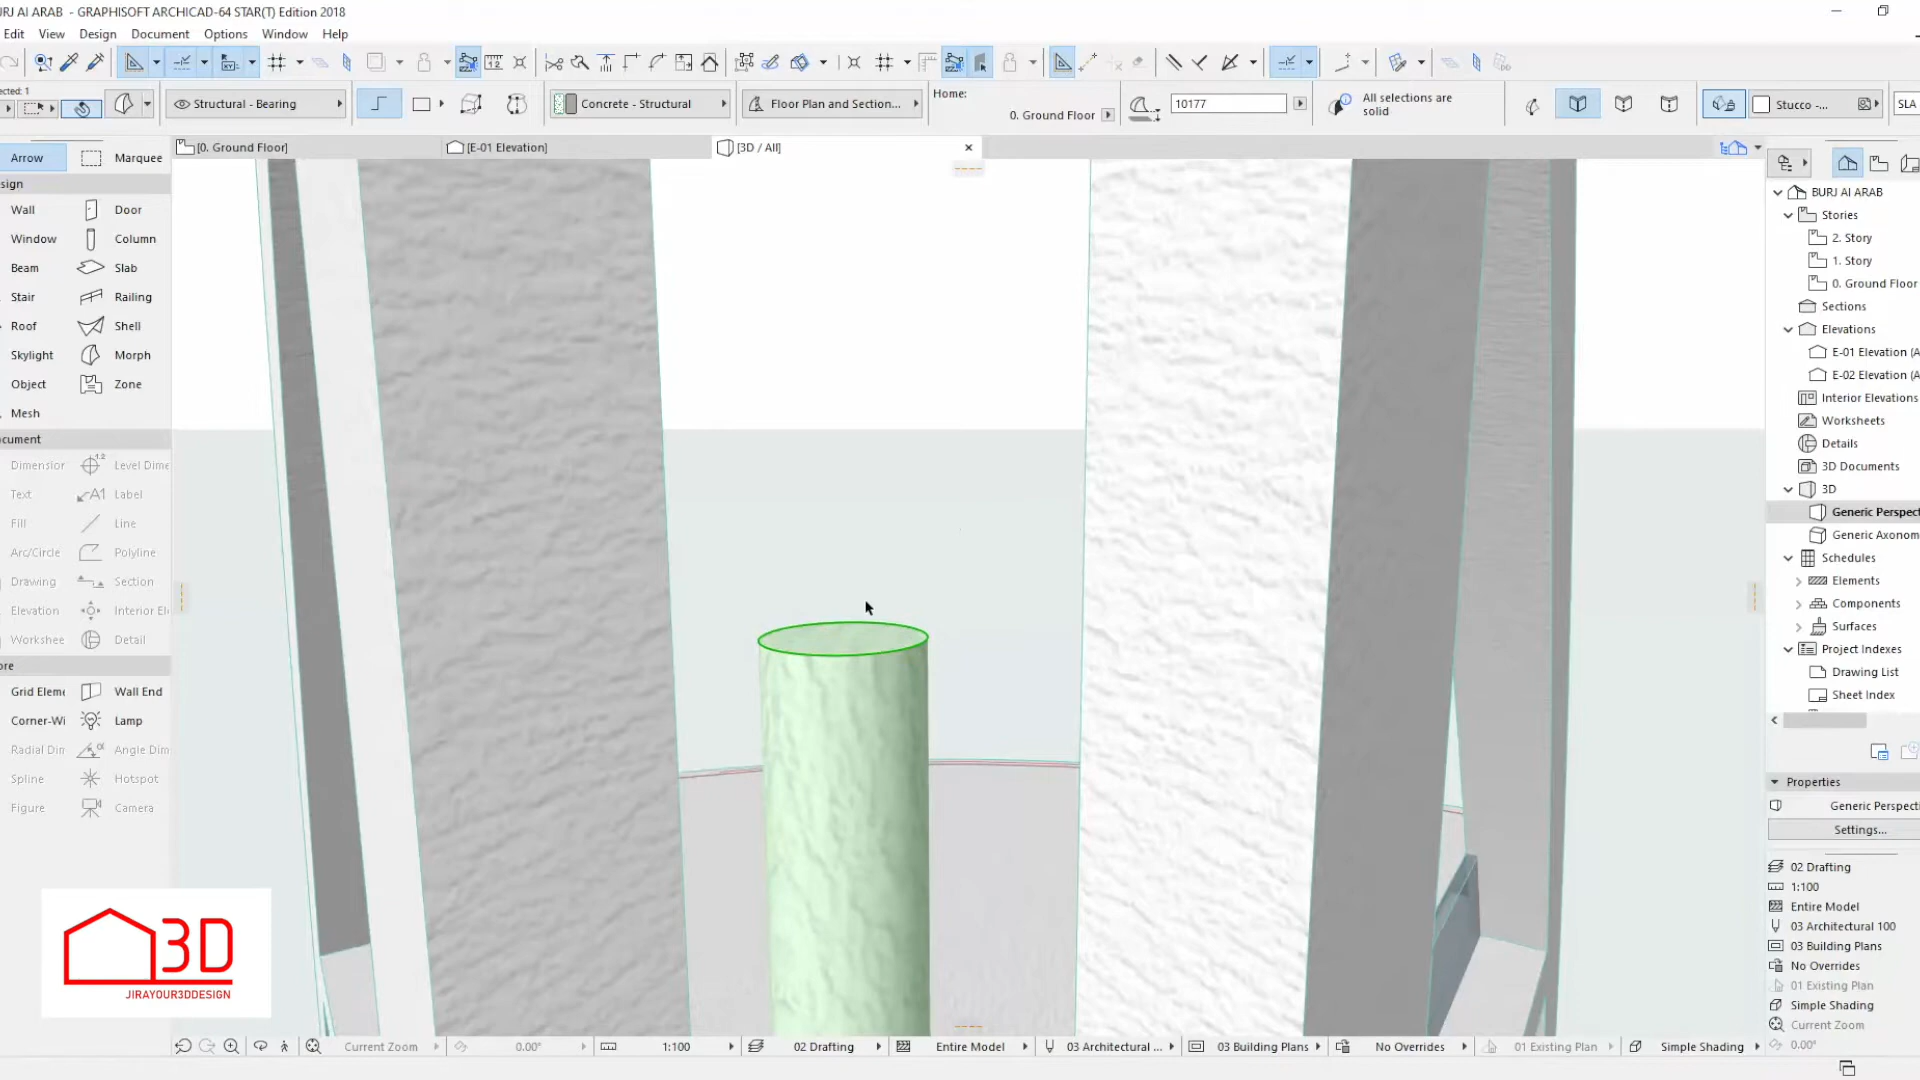 URJ Al ARAB - GRAPHISOFT ARCHICAD-64 STAR(T) Edition 2018
Edit View Design Document Options Window Help
ected: 1
Structural - Bearing
Concrete - Structural
Floor Plan and Section...
Home:
0. Ground Floor
10177
All selections are
solid
Stucco -...
SLA
[0. Ground Floor]
[E-01 Elevation]
[3D / All]
Arrow Marquee
sign
Wall Door
Window Column
Beam Slab
Stair Railing
Roof Shell
Skylight Morph
Object Zone
Mesh
cument
Dimension Level Dime
Text Label
Fill Line
Arc/Circle Polyline
Drawing Section
Elevation Interior El
Workshee Detail
ore
Grid Eleme Wall End
Corner-Wi Lamp
Radial Din Angle Din
Spline Hotspot
Figure Camera
3D
JIRAYOUR3DDESIGN
BURJ Al ARAB
Stories
2. Story
1. Story
0. Ground Floor
Sections
Elevations
E-01 Elevation (A
E-02 Elevation (A
Interior Elevations
Worksheets
Details
3D Documents
3D
Generic Perspect
Generic Axonom
Schedules
Elements
Components
Surfaces
Project Indexes
Drawing List
Sheet Index
Properties
Generic Perspecti
Settings...
02 Drafting
1:100
Entire Model
03 Architectural 100
03 Building Plans
No Overrides
01 Existing Plan
Simple Shading
Current Zoom
0.00°
Current Zoom 0.00° 1:100 02 Drafting Entire Model 03 Architectural ... 03 Building Plans No Overrides 01 Existing Plan Simple Shading